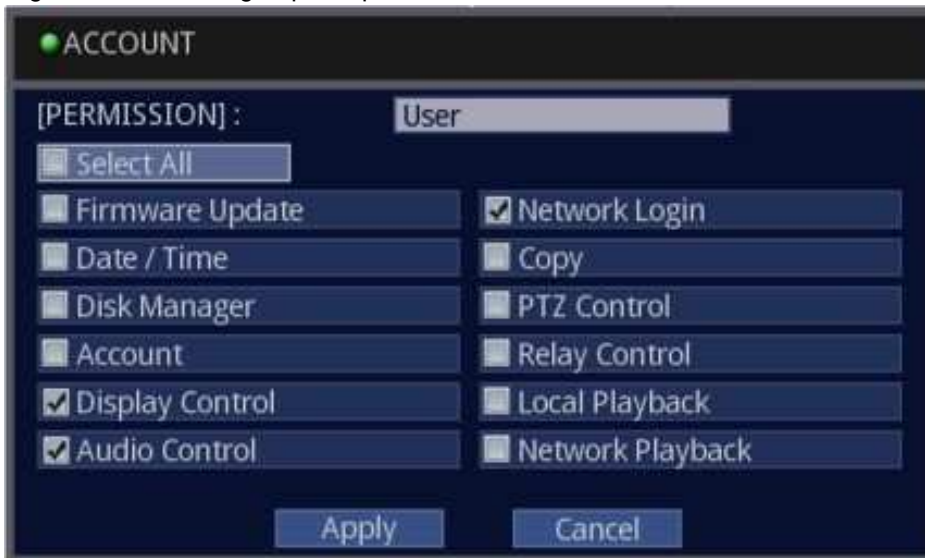 ACCOUNT
[PERMISSION] : User
Select All
Firmware Update Network Login
Date / Time Copy
Disk Manager PTZ Control
Account Relay Control
Display Control Local Playback
Audio Control Network Playback
Apply Cancel